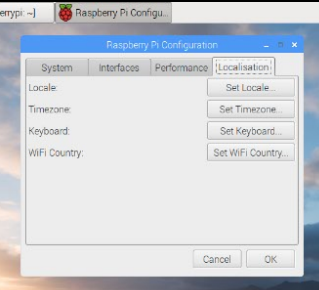 errypi: ~] Raspberry Pi Configu...
Raspberry Pi Configuration
System Interfaces Performance Localisation
Locale: Set Locale...
Timezone: Set Timezone...
Keyboard: Set Keyboard...
WiFi Country: Set WiFi Country...
Cancel OK